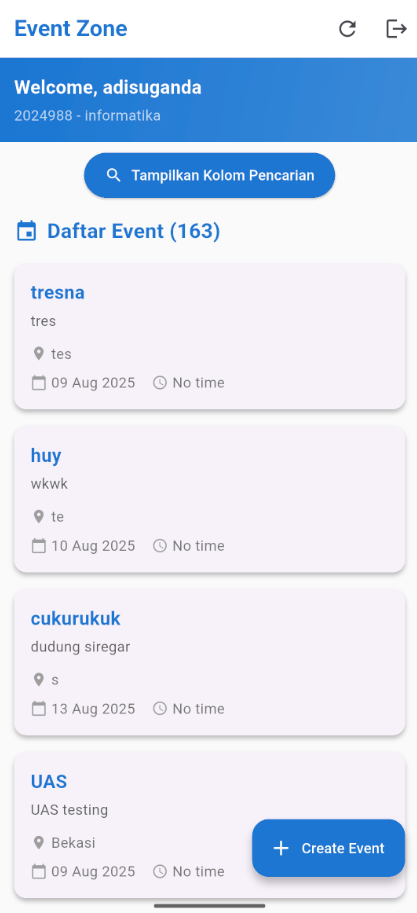 Event Zone
Welcome, adisuganda
2024988 - informatika
Tampilkan Kolom Pencarian
Daftar Event (163)
tresna
tres
tes
09 Aug 2025 No time
huy
wkwk
te
10 Aug 2025 No time
cukurukuk
dudung siregar
s
13 Aug 2025 No time
UAS
UAS testing
Bekasi
09 Aug 2025 No time
Create Event